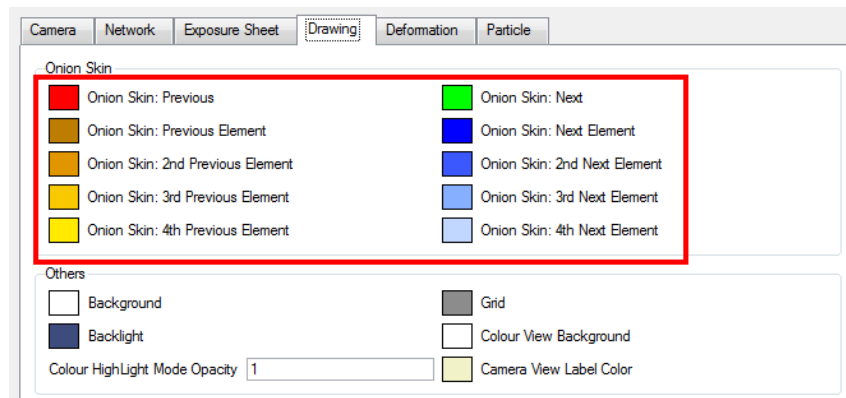 Camera Network Exposure Sheet Drawing Deformation Particle
Onion Skin
Onion Skin: Previous Onion Skin: Next
Onion Skin: Previous Element Onion Skin: Next Element
Onion Skin: 2nd Previous Element Onion Skin: 2nd Next Element
Onion Skin: 3rd Previous Element Onion Skin: 3rd Next Element
Onion Skin: 4th Previous Element Onion Skin: 4th Next Element
Others
Background Grid
Backlight Colour View Background
Colour HighLight Mode Opacity 1 Camera View Label Color